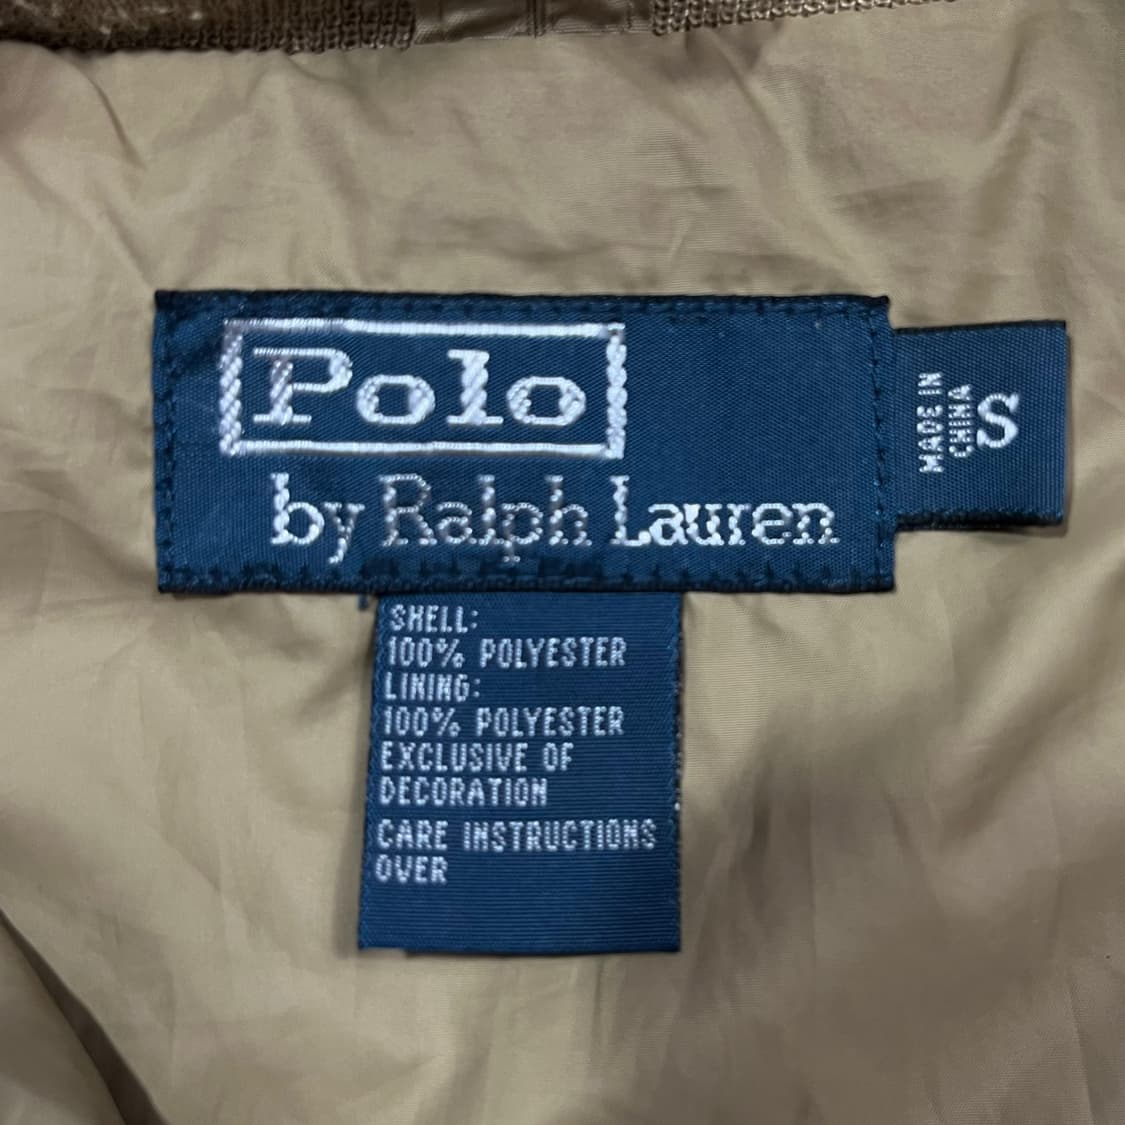 Polo
by Ralph Lauren
MADE IN
CHINA
S
SHELL:
100% POLYESTER
LINING:
100% POLYESTER
EXCLUSIVE OF
DECORATION
CARE INSTRUCTIONS
OVER